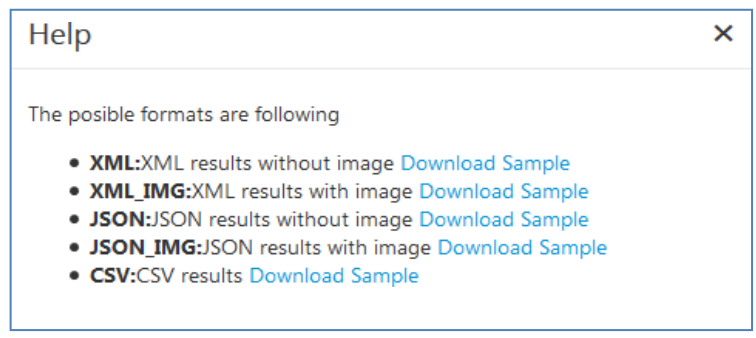 Help ×
The posible formats are following
• XML:XML results without image Download Sample
• XML_IMG:XML results with image Download Sample
• JSON:JSON results without image Download Sample
• JSON_IMG:JSON results with image Download Sample
• CSV:CSV results Download Sample